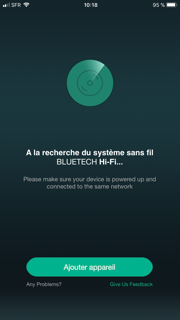 SFR
10:18
95 %
A la recherche du système sans fil
BLUETECH Hi-Fi...
Please make sure your device is powered up and
connected to the same network
Ajouter appareil
Any Problems?
Give Us Feedback